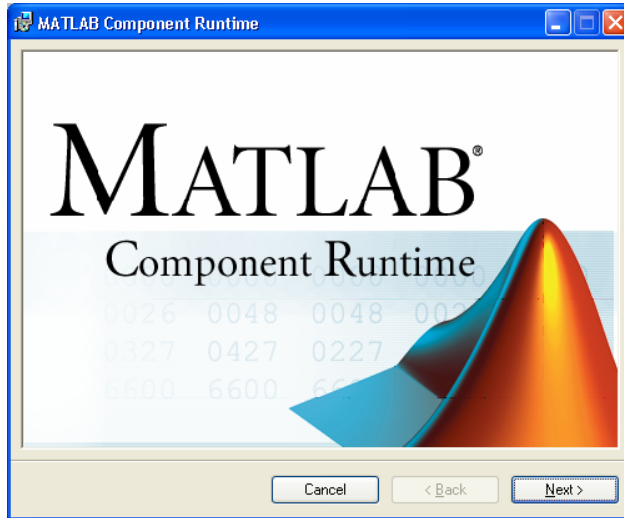 MATLAB Component Runtime
MATLAB®
Component Runtime
0026 0048 0048
0327 0427 0227
6600 6600
Cancel
< Back
Next >